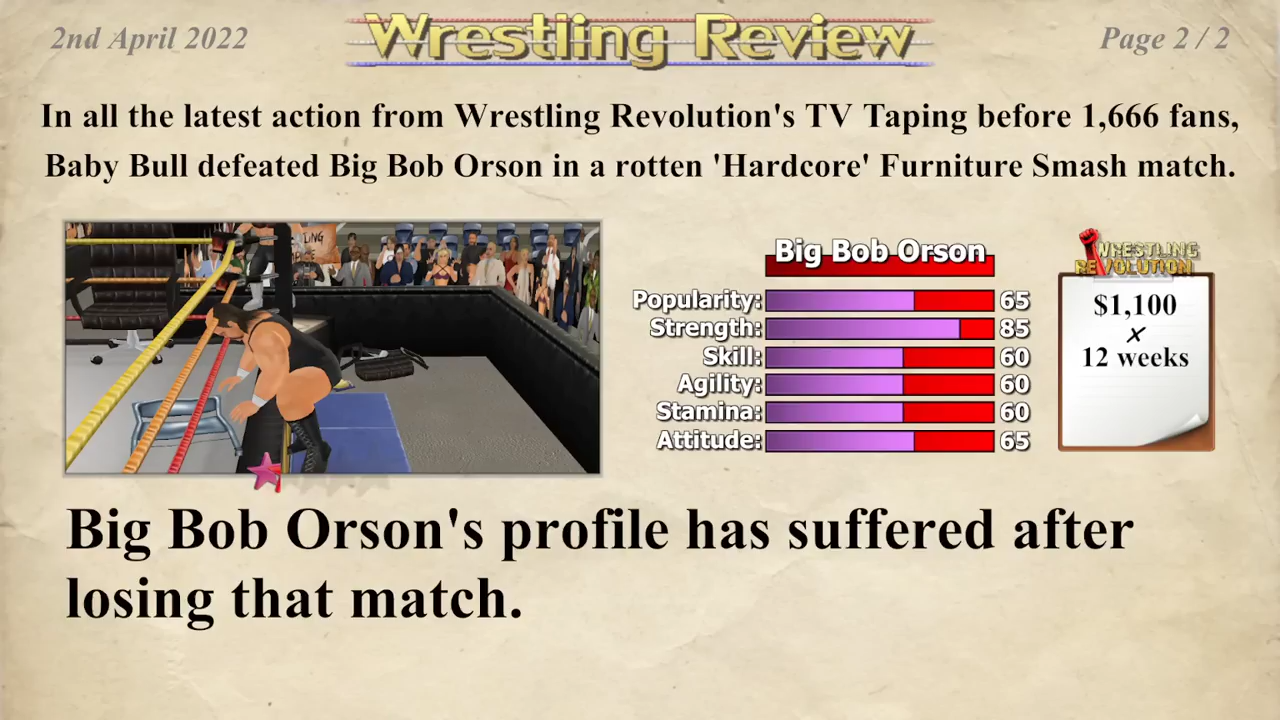 2nd April 2022
Wrestling Review
Page 2 / 2
In all the latest action from Wrestling Revolution's TV Taping before 1,666 fans,
Baby Bull defeated Big Bob Orson in a rotten 'Hardcore' Furniture Smash match.
Big Bob Orson
Popularity: 65
Strength: 85
Skill: 60
Agility: 60
Stamina: 60
Attitude: 65
WRESTLING
REVOLUTION
$1,100
×
12 weeks
Big Bob Orson's profile has suffered after
losing that match.